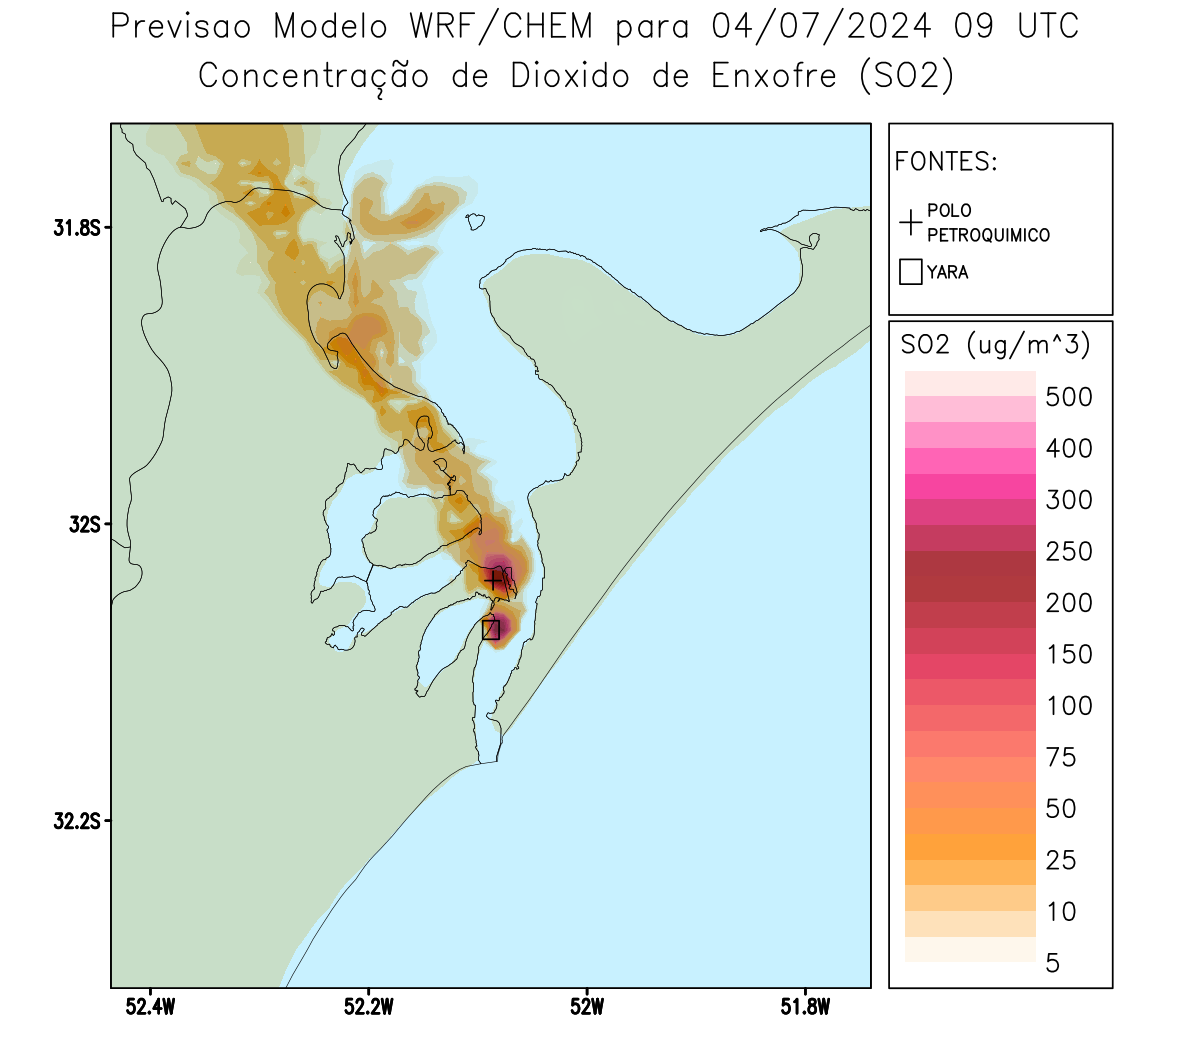 Previsao Modelo WRF/CHEM para 04/07/2024 09 UTC
Concentração de Dioxido de Enxofre (SO2)
FONTES:
POLO
PETROQUIMICO
YARA
SO2 (ug/m^3)
500
400
300
250
200
150
100
75
50
25
10
5
31.8S
32S
32.2S
52.4W
52.2W
52W
51.8W